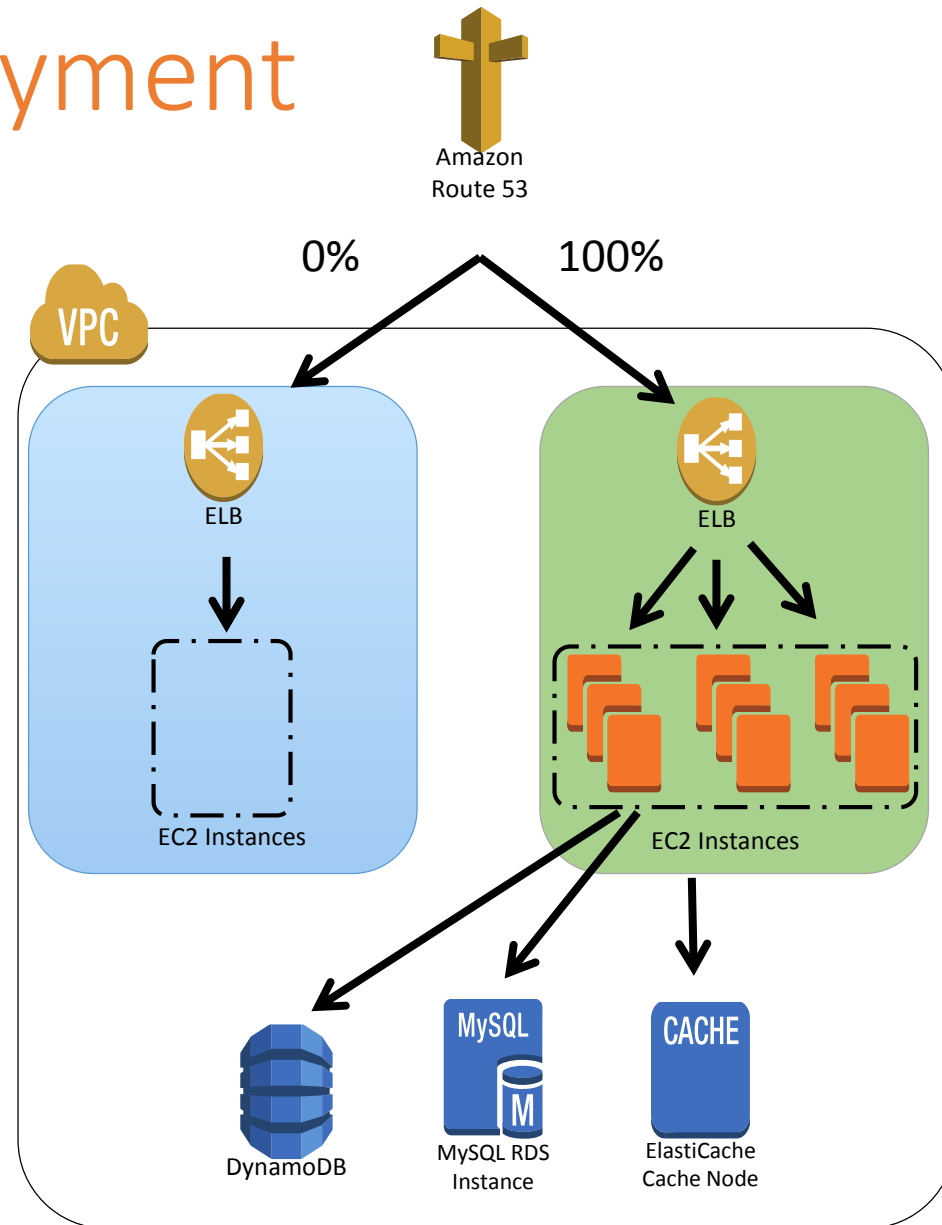 yment
Amazon
Route 53
0%
100%
VPC
ELB
ELB
EC2 Instances
EC2 Instances
MySQL
M
CACHE
DynamoDB
MySQL RDS
Instance
ElastiCache
Cache Node